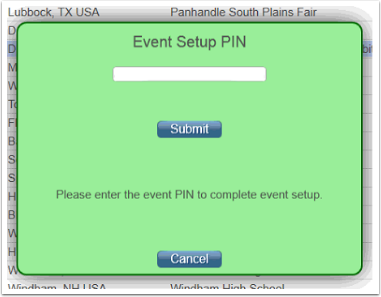 Lubbock, TX USA Panhandle South Plains Fair
Event Setup PIN
Submit
Please enter the event PIN to complete event setup.
Cancel
Windham, NH USA Windham High School